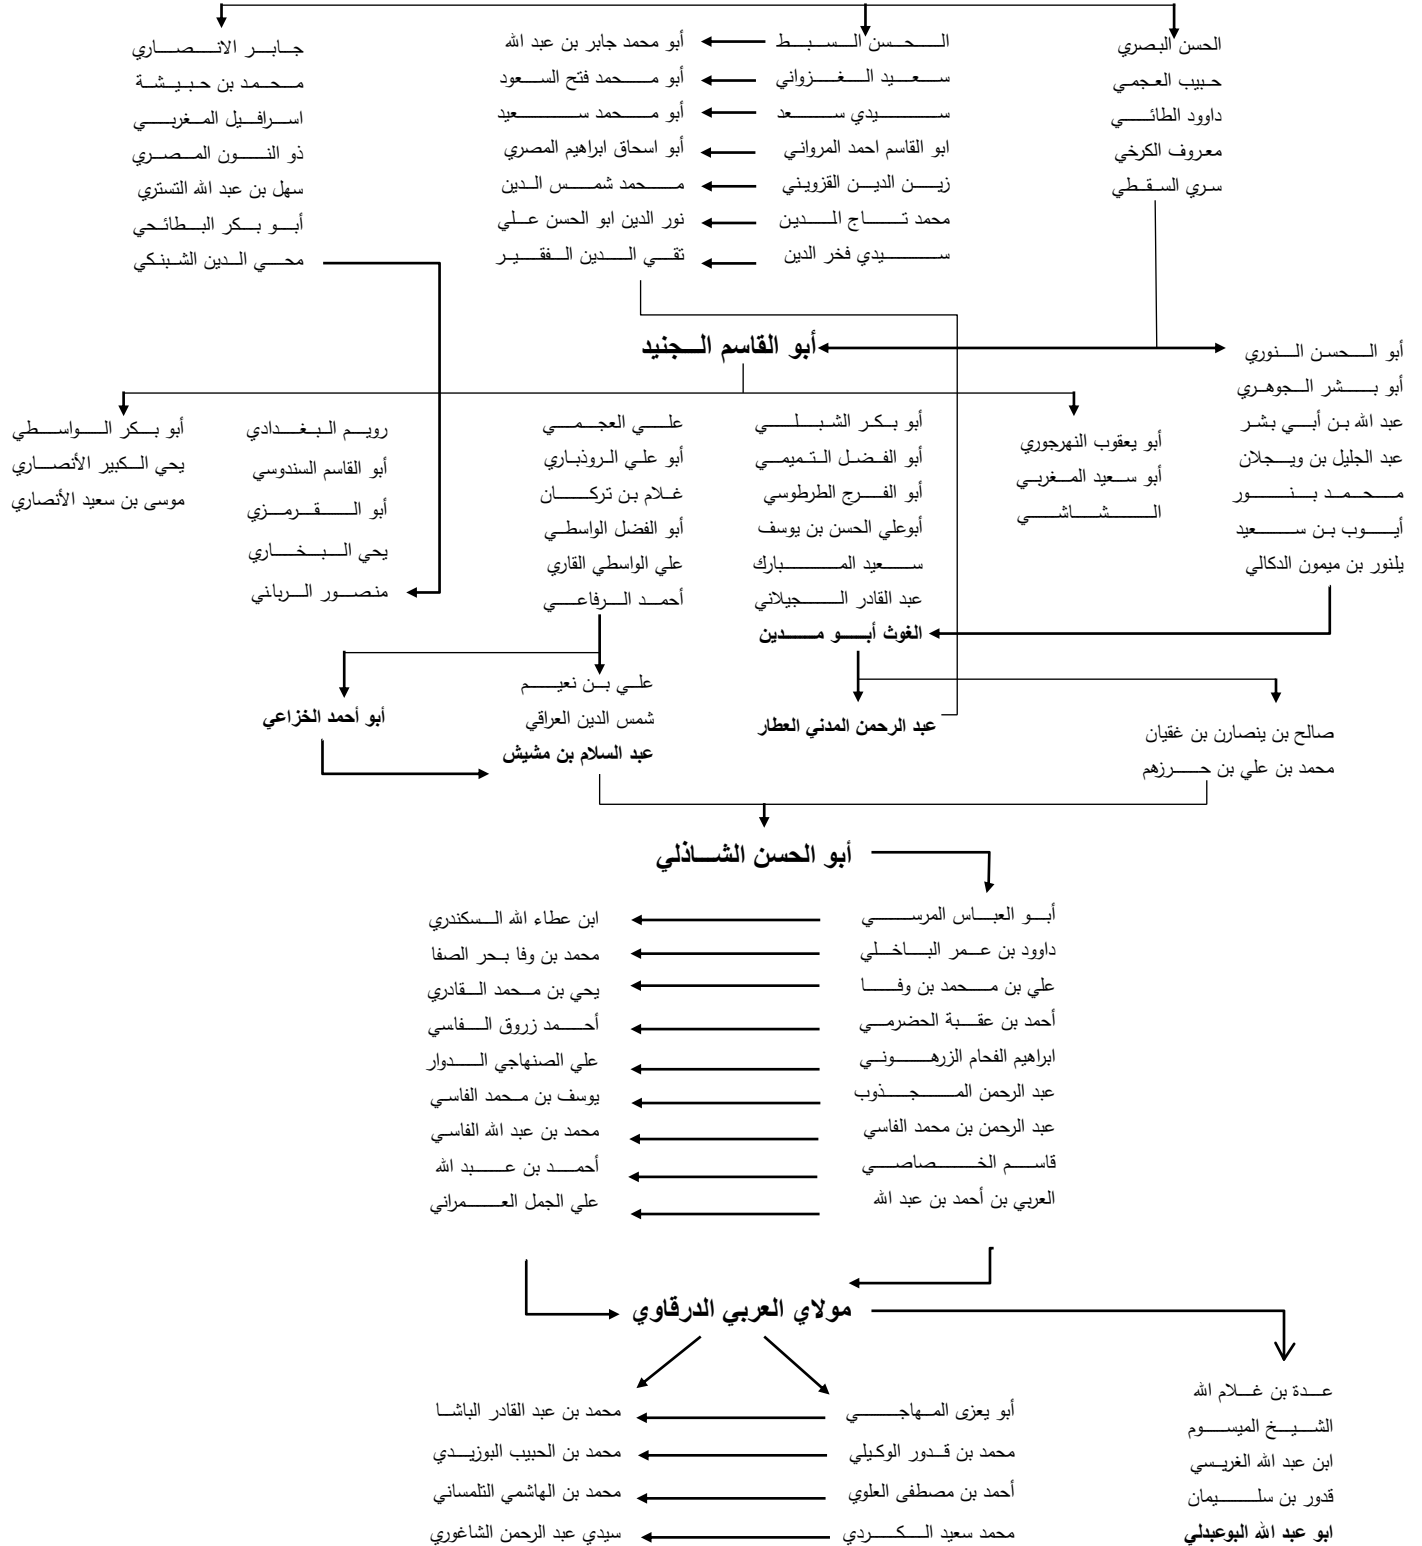 الحسن البصري
حبيب العجمي
داوود الطائي
معروف الكرخي
سري السقطي
الحسن السبط
أبو محمد جابر بن عبد الله
سعيد الغزواني
أبو محمد فتح السعود
سيدي سعد
أبو محمد سعيد
ابو القاسم احمد المرواني
أبو اسحاق ابراهيم المصري
زين الدين القزويني
محمد شمس الدين
محمد تاج الدين
نور الدين ابو الحسن علي
سيدي فخر الدين
تقي الدين الفقير
جابر الانصاري
محمد بن حبيشة
اسرافيل المغربي
ذو النون المصري
سهل بن عبد الله التستري
أبو بكر البطائحي
محي الدين الشبنكي
أبو القاسم الجنيد
أبو الحسن النوري
أبو بشر الجوهري
عبد الله بن أبي بشر
عبد الجليل بن ويجلان
محمد بنور
أيوب بن سعيد
يلنور بن ميمون الدكالي
أبو يعقوب النهرجوري
أبو سعيد المغربي
الشاشي
أبو بكر الشبلي
أبو الفضل التميمي
أبو الفرج الطرطوسي
أبوعلي الحسن بن يوسف
سعيد المبارك
عبد القادر الجيلاني
الغوث أبو مدين
علي العجمي
أبو علي الروذباري
غلام بن تركان
أبو الفضل الواسطي
علي الواسطي القاري
أحمد الرفاعي
رويم البغدادي
أبو القاسم السندوسي
أبو القرمزي
يحي البخاري
منصور الرباني
أبو بكر الواسطي
يحي الكبير الأنصاري
موسى بن سعيد الأنصاري
صالح بن ينصارن بن غقيان
محمد بن علي بن حرزهم
عبد الرحمن المدني العطار
علي بن نعيم
شمس الدين العراقي
عبد السلام بن مشيش
أبو أحمد الخزاعي
أبو الحسن الشاذلي
أبو العباس المرسي
ابن عطاء الله السكندري
داوود بن عمر الباخلي
محمد بن وفا بحر الصفا
علي بن محمد بن وفا
يحي بن محمد القادري
أحمد بن عقبة الحضرمي
أحمد زروق الفاسي
ابراهيم الفحام الزرهوني
علي الصنهاجي الدوار
عبد الرحمن المجذوب
يوسف بن محمد الفاسي
عبد الرحمن بن محمد الفاسي
محمد بن عبد الله الفاسي
قاسم الخصاصي
أحمد بن عبد الله
العربي بن أحمد بن عبد الله
علي الجمل العمراني
مولاي العربي الدرقاوي
عدة بن غلام الله
الشيخ الميسوم
ابن عبد الله الغريسي
قدور بن سليمان
ابو عبد الله البوعبدلي
أبو يعزى المهاجي
محمد بن عبد القادر الباشا
محمد بن قدور الوكيلي
محمد بن الحبيب البوزيدي
أحمد بن مصطفى العلوي
محمد بن الهاشمي التلمساني
محمد سعيد الكردي
سيدي عبد الرحمن الشاغوري